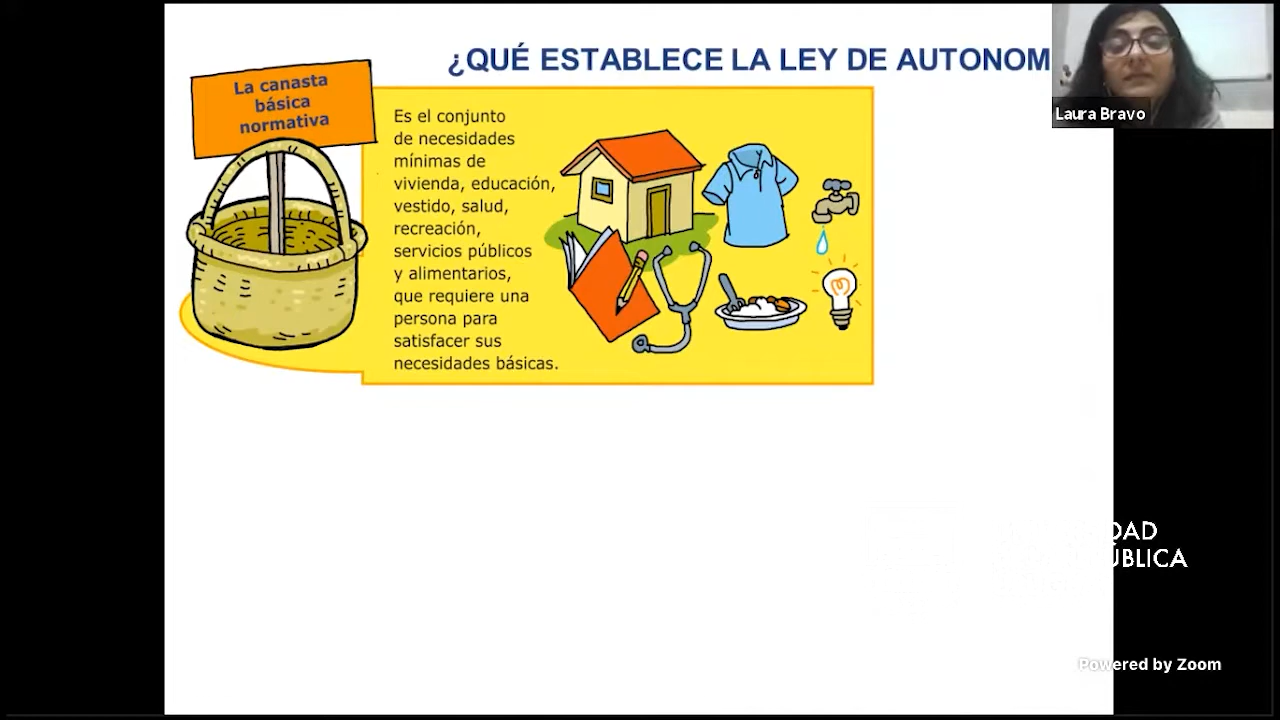 ¿QUÉ ESTABLECE LA LEY DE AUTONOM
Laura Bravo
La canasta
básica
normativa
Es el conjunto
de necesidades
mínimas de
vivienda, educación,
vestido, salud,
recreación,
servicios públicos
y alimentarios,
que requiere una
persona para
satisfacer sus
necesidades básicas.
DAD
ÚBLICA
Powered by Zoom